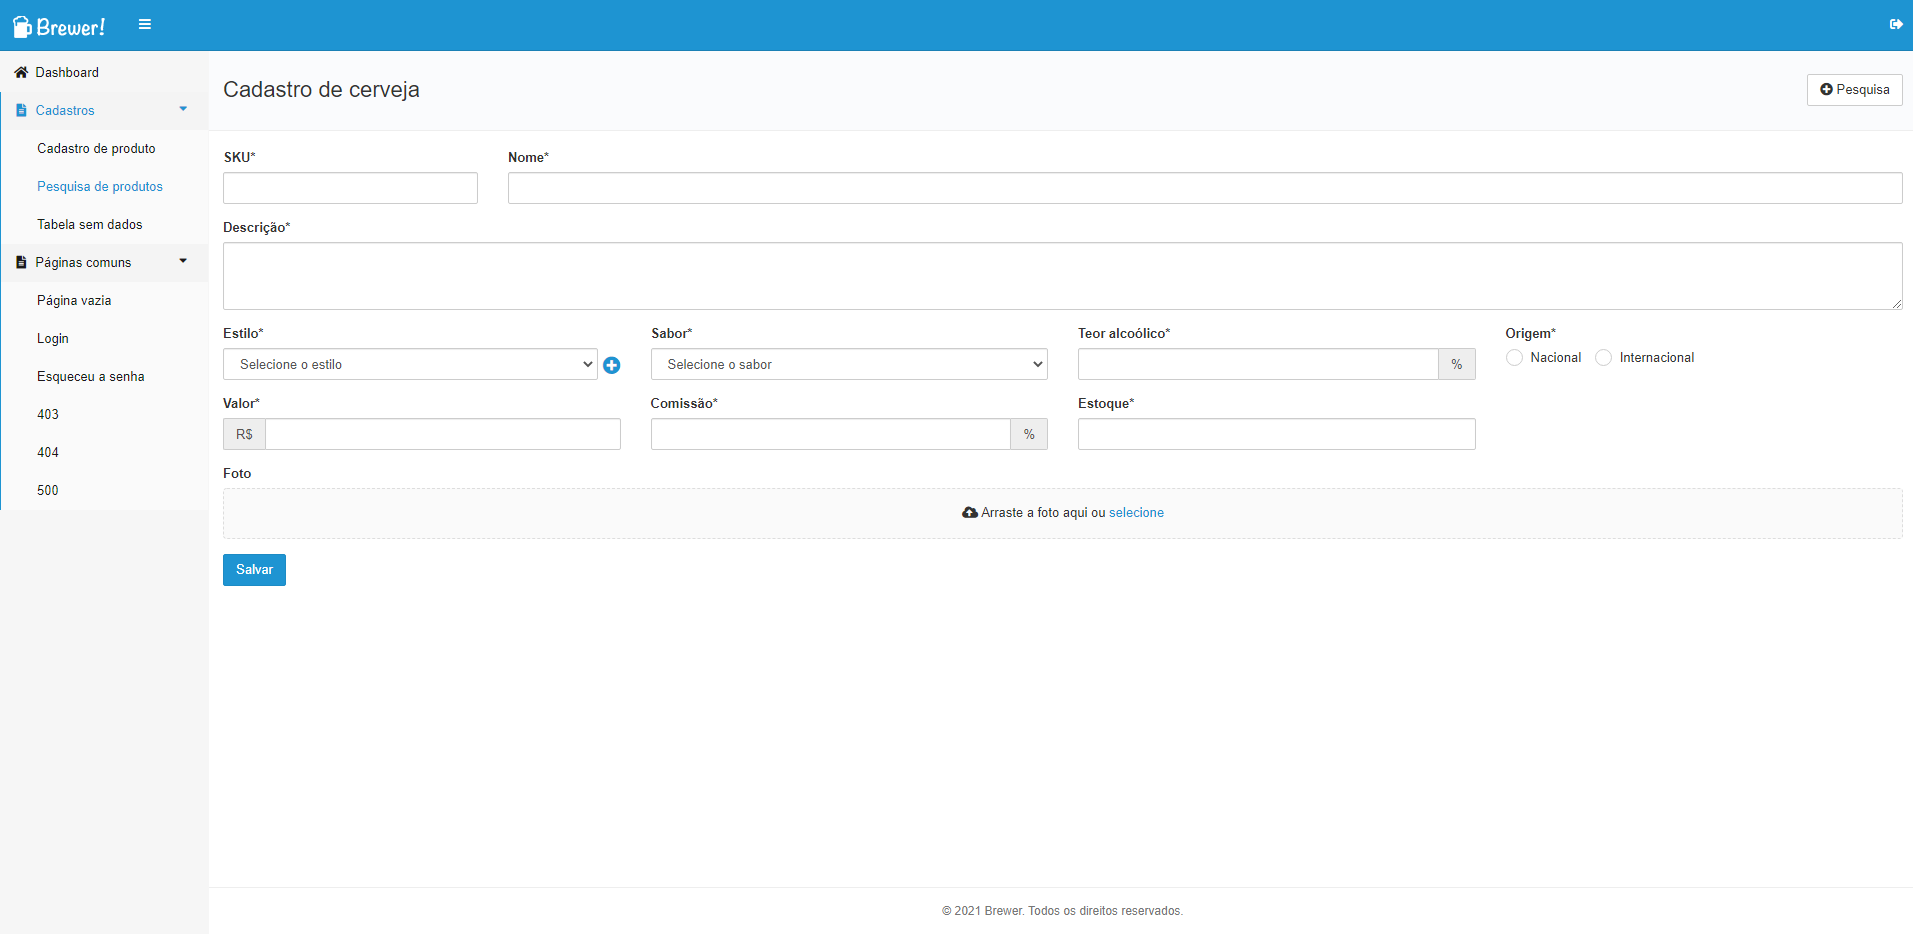 Brewer!
Dashboard
Cadastros
Cadastro de produto
Pesquisa de produtos
Tabela sem dados
Páginas comuns
Página vazia
Login
Esqueceu a senha
403
404
500
Cadastro de cerveja
Pesquisa
SKU* Nome*
Descrição*
Estilo* Sabor* Teor alcoólico* Origem*
Selecione o estilo Selecione o sabor % Nacional Internacional
Valor* Comissão* Estoque*
R$ %
Foto
Arraste a foto aqui ou selecione
Salvar
© 2021 Brewer. Todos os direitos reservados.